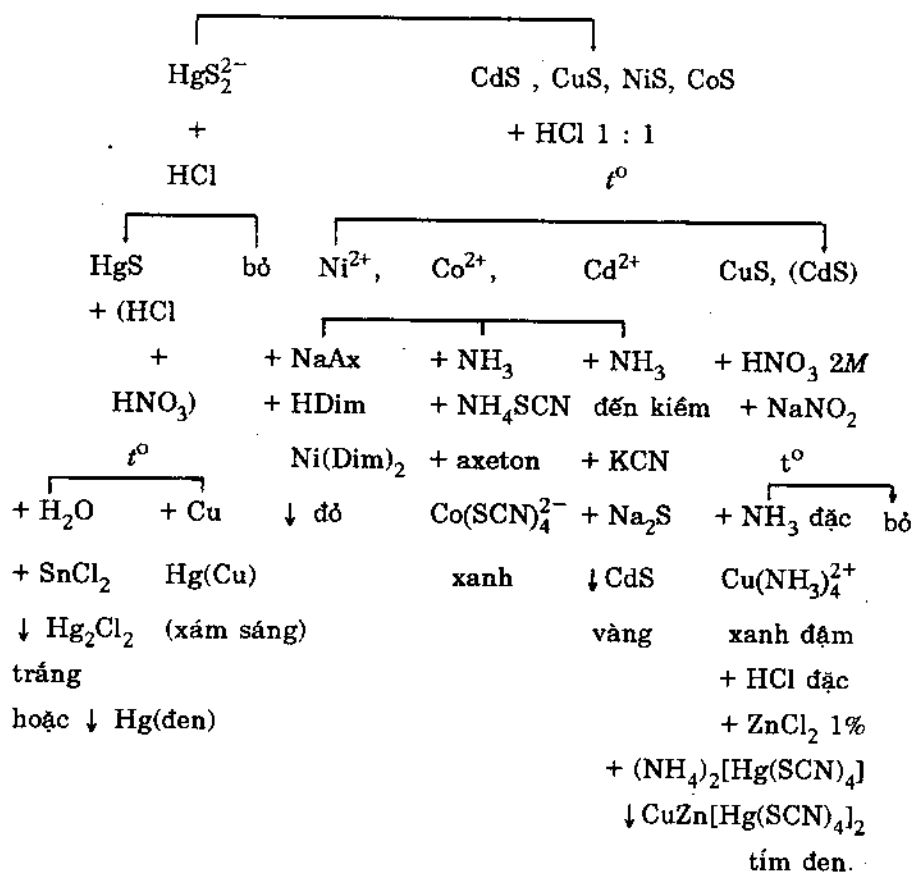 HgS₂²⁻ CdS , CuS, NiS, CoS
+ + HCl 1 : 1
HCl t°
HgS bỏ Ni²⁺, Co²⁺, Cd²⁺ CuS, (CdS)
+ (HCl
+ + NaAx + NH₃ + NH₃ + HNO₃ 2M
HNO₃) + HDim + NH₄SCN đến kiềm + NaNO₂
t° Ni(Dim)₂ + axeton + KCN t°
+ H₂O + Cu ↓ đỏ Co(SCN)₄²⁻ + Na₂S + NH₃ đặc bỏ
+ SnCl₂ Hg(Cu) xanh ↓CdS Cu(NH₃)₄²⁺
↓ Hg₂Cl₂ (xám sáng) vàng xanh đậm
trắng + HCl đặc
hoặc ↓ Hg(đen) + ZnCl₂ 1%
+ (NH₄)₂[Hg(SCN)₄]
↓CuZn[Hg(SCN)₄]₂
tím đen.